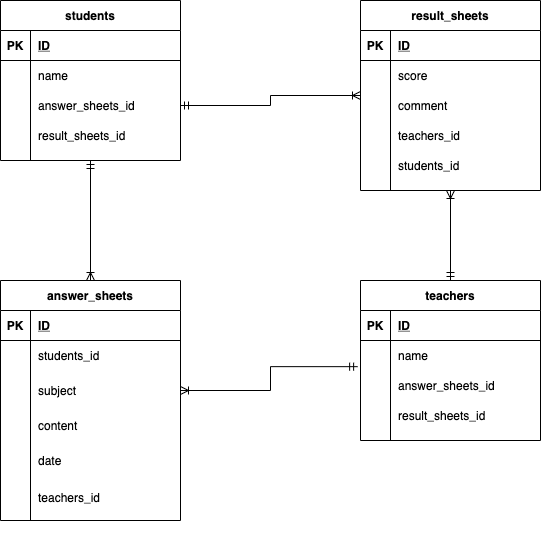 students
PK ID
name
answer_sheets_id
result_sheets_id
result_sheets
PK ID
score
comment
teachers_id
students_id
answer_sheets
PK ID
students_id
subject
content
date
teachers_id
teachers
PK ID
name
answer_sheets_id
result_sheets_id